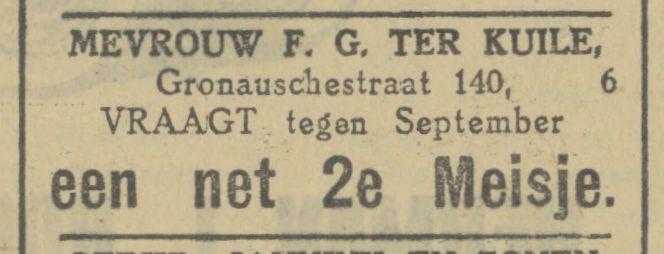 MEVROUW F. G. TER KUILE,
Gronauschestraat 140, 6
VRAAGT tegen September
een net 2e Meisje.